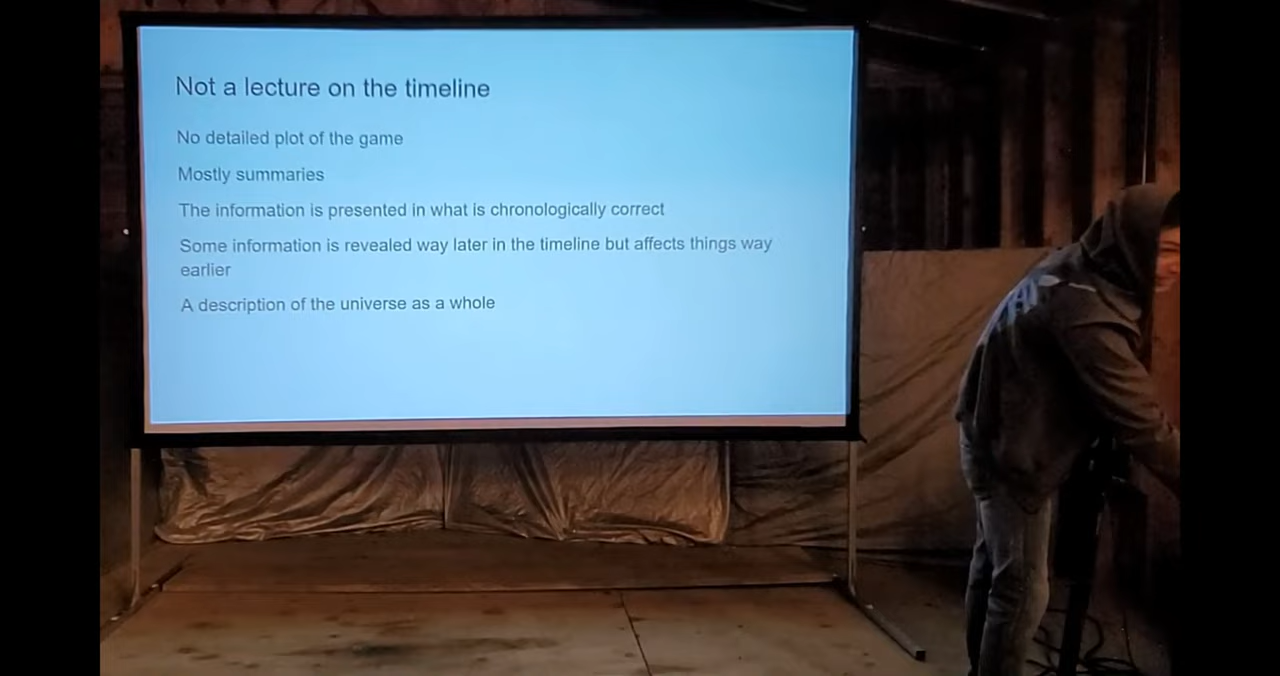 Not a lecture on the timeline
No detailed plot of the game
Mostly summaries
The information is presented in what is chronologically correct
Some information is revealed way later in the timeline but affects things way
earlier
A description of the universe as a whole